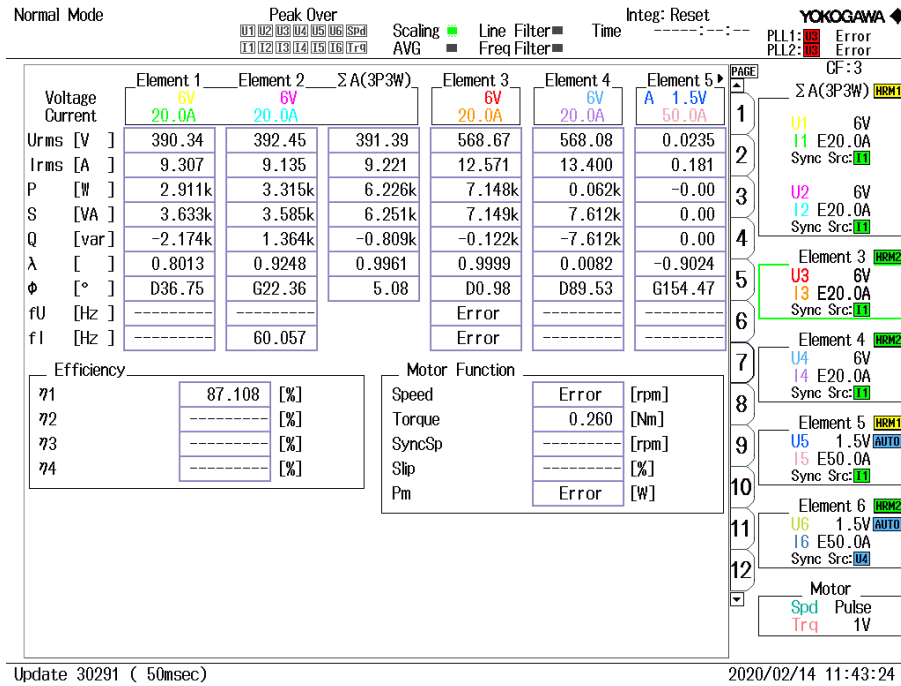 Normal Mode
Peak Over
U1 U2 U3 U4 U5 U6 Spd
I1 I2 I3 I4 I5 I6 Trq
Scaling
AVG
Line Filter
Freq Filter
Integ: Reset
Time -----:--:--
YOKOGAWA
PLL1: U3 Error
PLL2: U3 Error
CF:3
Element 1 Element 2 ΣA(3P3W) Element 3 Element 4 Element 5
Voltage 6V 6V 6V 6V A 1.5V
Current 20.0A 20.0A 20.0A 20.0A 50.0A
Urms [V ] 390.34 392.45 391.39 568.67 568.08 0.0235
Irms [A ] 9.307 9.135 9.221 12.571 13.400 0.181
P [W ] 2.911k 3.315k 6.226k 7.148k 0.062k -0.00
S [VA ] 3.633k 3.585k 6.251k 7.149k 7.612k 0.00
Q [var] -2.174k 1.364k -0.809k -0.122k -7.612k 0.00
λ [ ] 0.8013 0.9248 0.9961 0.9999 0.0082 -0.9024
Φ [° ] D36.75 G22.36 5.08 D0.98 D89.53 G154.47
fU [Hz ] --------- --------- Error --------- ---------
fI [Hz ] --------- 60.057 Error --------- ---------
Efficiency
η1 87.108 [%]
η2 --------- [%]
η3 --------- [%]
η4 --------- [%]
Motor Function
Speed Error [rpm]
Torque 0.260 [Nm]
SyncSp --------- [rpm]
Slip --------- [%]
Pm Error [W]
PAGE
1
2
3
4
5
6
7
8
9
10
11
12
ΣA(3P3W) HRM1
U1 6V
I1 E20.0A
Sync Src:I1
U2 6V
I2 E20.0A
Sync Src:I1
Element 3 HRM2
U3 6V
I3 E20.0A
Sync Src:I1
Element 4 HRM2
U4 6V
I4 E20.0A
Sync Src:I1
Element 5 HRM1
U5 1.5V AUTO
I5 E50.0A
Sync Src:I1
Element 6 HRM2
U6 1.5V AUTO
I6 E50.0A
Sync Src:U4
Motor
Spd Pulse
Trq 1V
Update 30291 ( 50msec)
2020/02/14 11:43:24